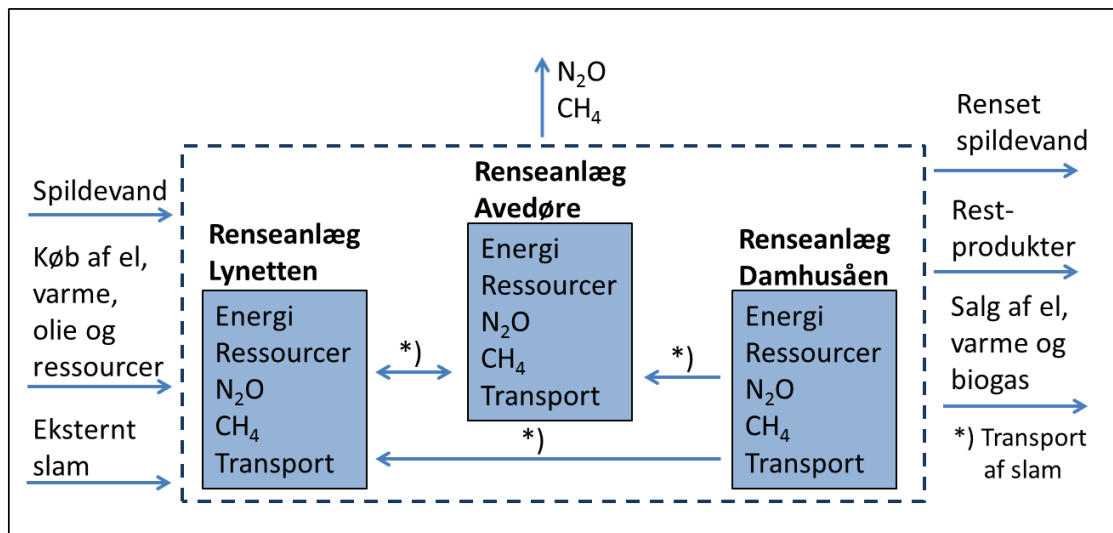 N₂O
CH₄
Spildevand
Køb af el,
varme,
olie og
ressourcer
Eksternt
slam
Renseanlæg
Lynetten
Energi
Ressourcer
N₂O
CH₄
Transport
*)
Renseanlæg
Avedøre
Energi
Ressourcer
N₂O
CH₄
Transport
*)
*)
Renseanlæg
Damhusåen
Energi
Ressourcer
N₂O
CH₄
Transport
Renset
spildevand
Rest-
produkter
Salg af el,
varme og
biogas
*) Transport
af slam